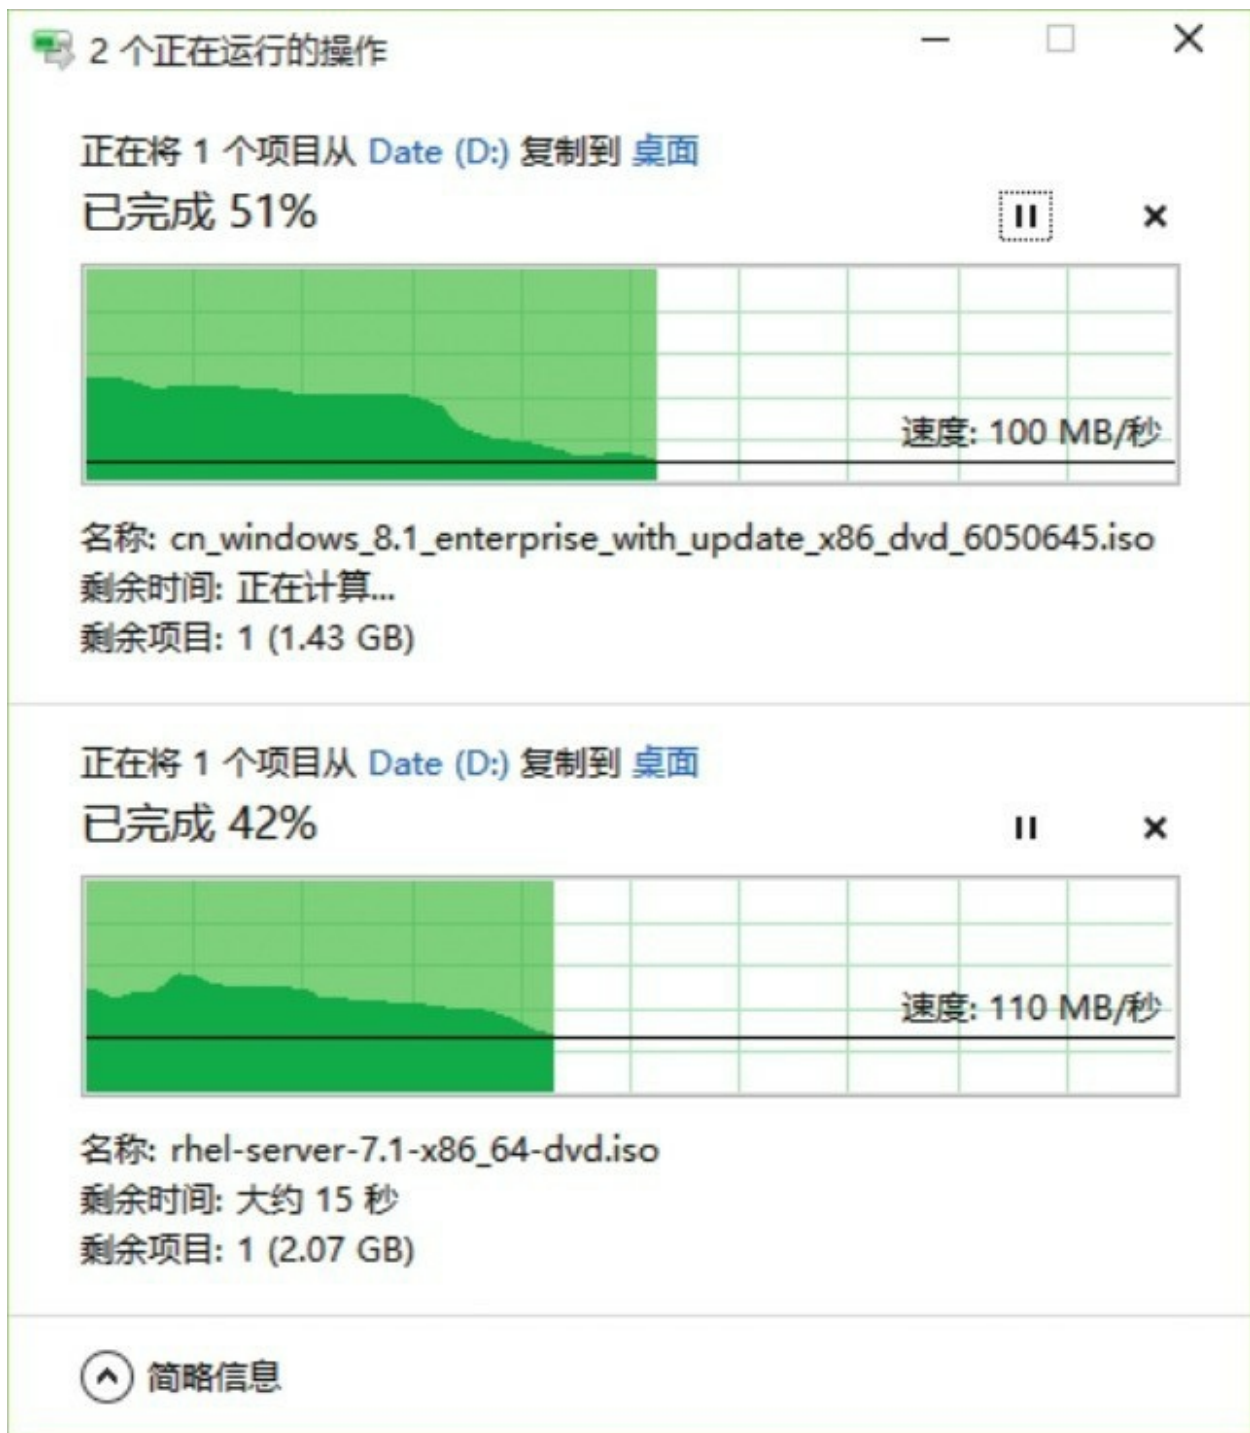 2 个正在运行的操作
正在将 1 个项目从 Date (D:) 复制到 桌面
已完成 51%
速度: 100 MB/秒
名称: cn_windows_8.1_enterprise_with_update_x86_dvd_6050645.iso
剩余时间: 正在计算...
剩余项目: 1 (1.43 GB)
正在将 1 个项目从 Date (D:) 复制到 桌面
已完成 42%
速度: 110 MB/秒
名称: rhel-server-7.1-x86_64-dvd.iso
剩余时间: 大约 15 秒
剩余项目: 1 (2.07 GB)
简略信息